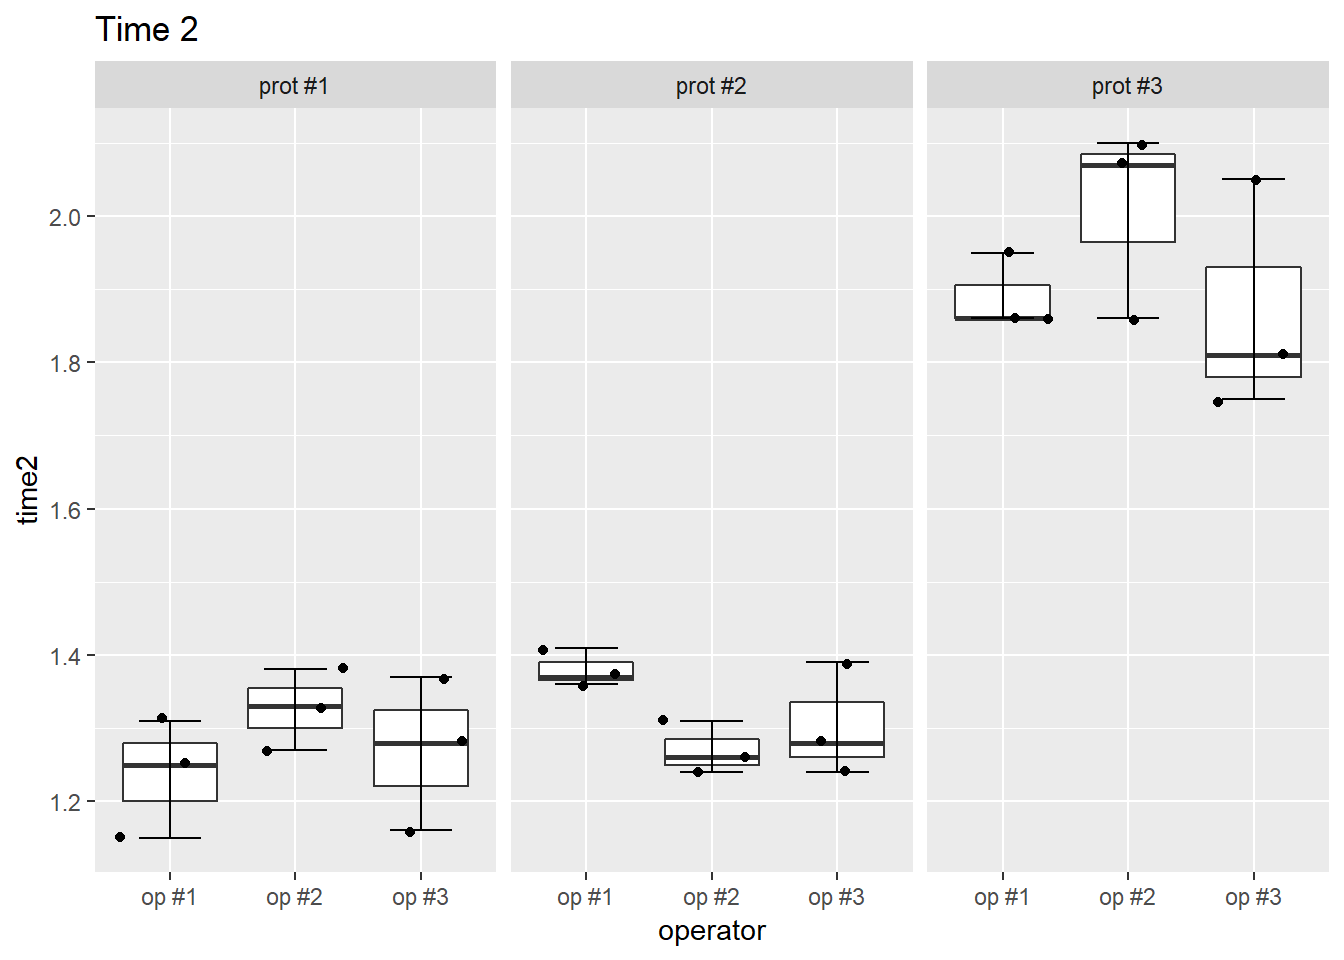 Time 2
prot #1 prot #2 prot #3
2.0
1.8
1.6
1.4
1.2
time2
op #1 op #2 op #3 op #1 op #2 op #3 op #1 op #2 op #3
operator